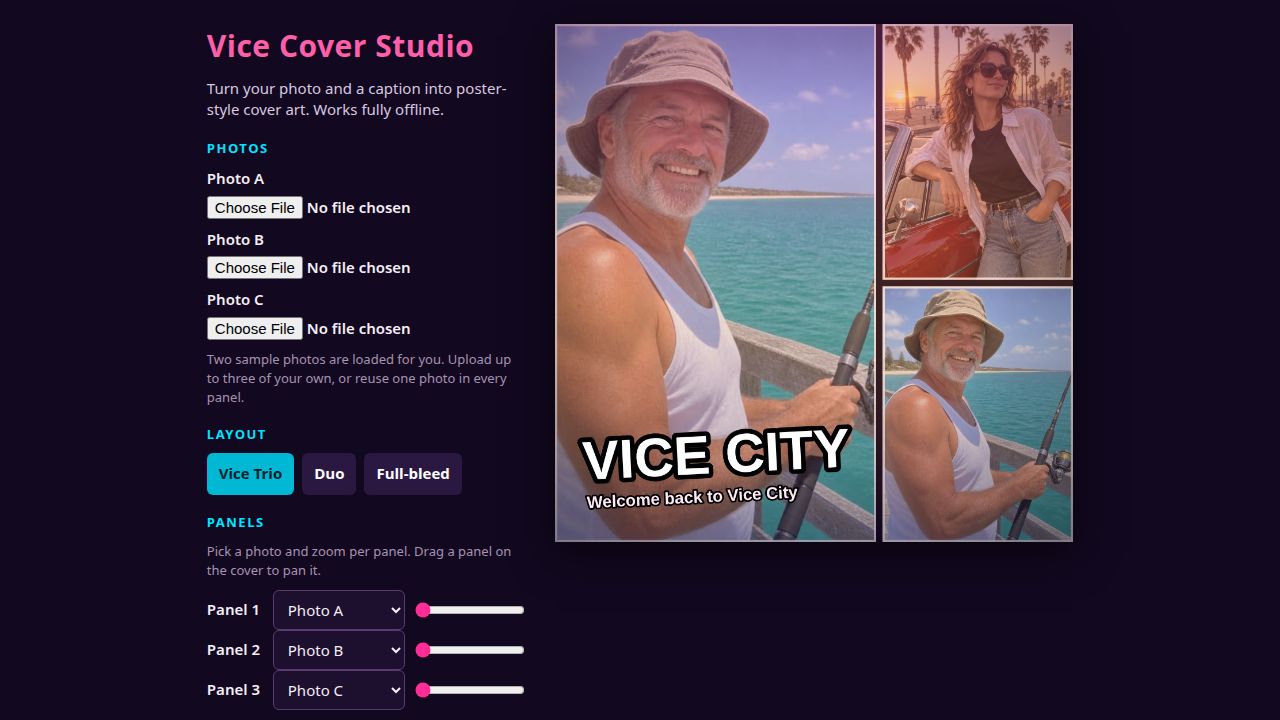 Vice Cover Studio
Turn your photo and a caption into poster-
style cover art. Works fully offline.
PHOTOS
Photo A
Choose File No file chosen
Photo B
Choose File No file chosen
Photo C
Choose File No file chosen
Two sample photos are loaded for you. Upload up
to three of your own, or reuse one photo in every
panel.
LAYOUT
Vice Trio Duo Full-bleed
PANELS
Pick a photo and zoom per panel. Drag a panel on
the cover to pan it.
Panel 1 Photo A
Panel 2 Photo B
Panel 3 Photo C
VICE CITY
Welcome back to Vice City